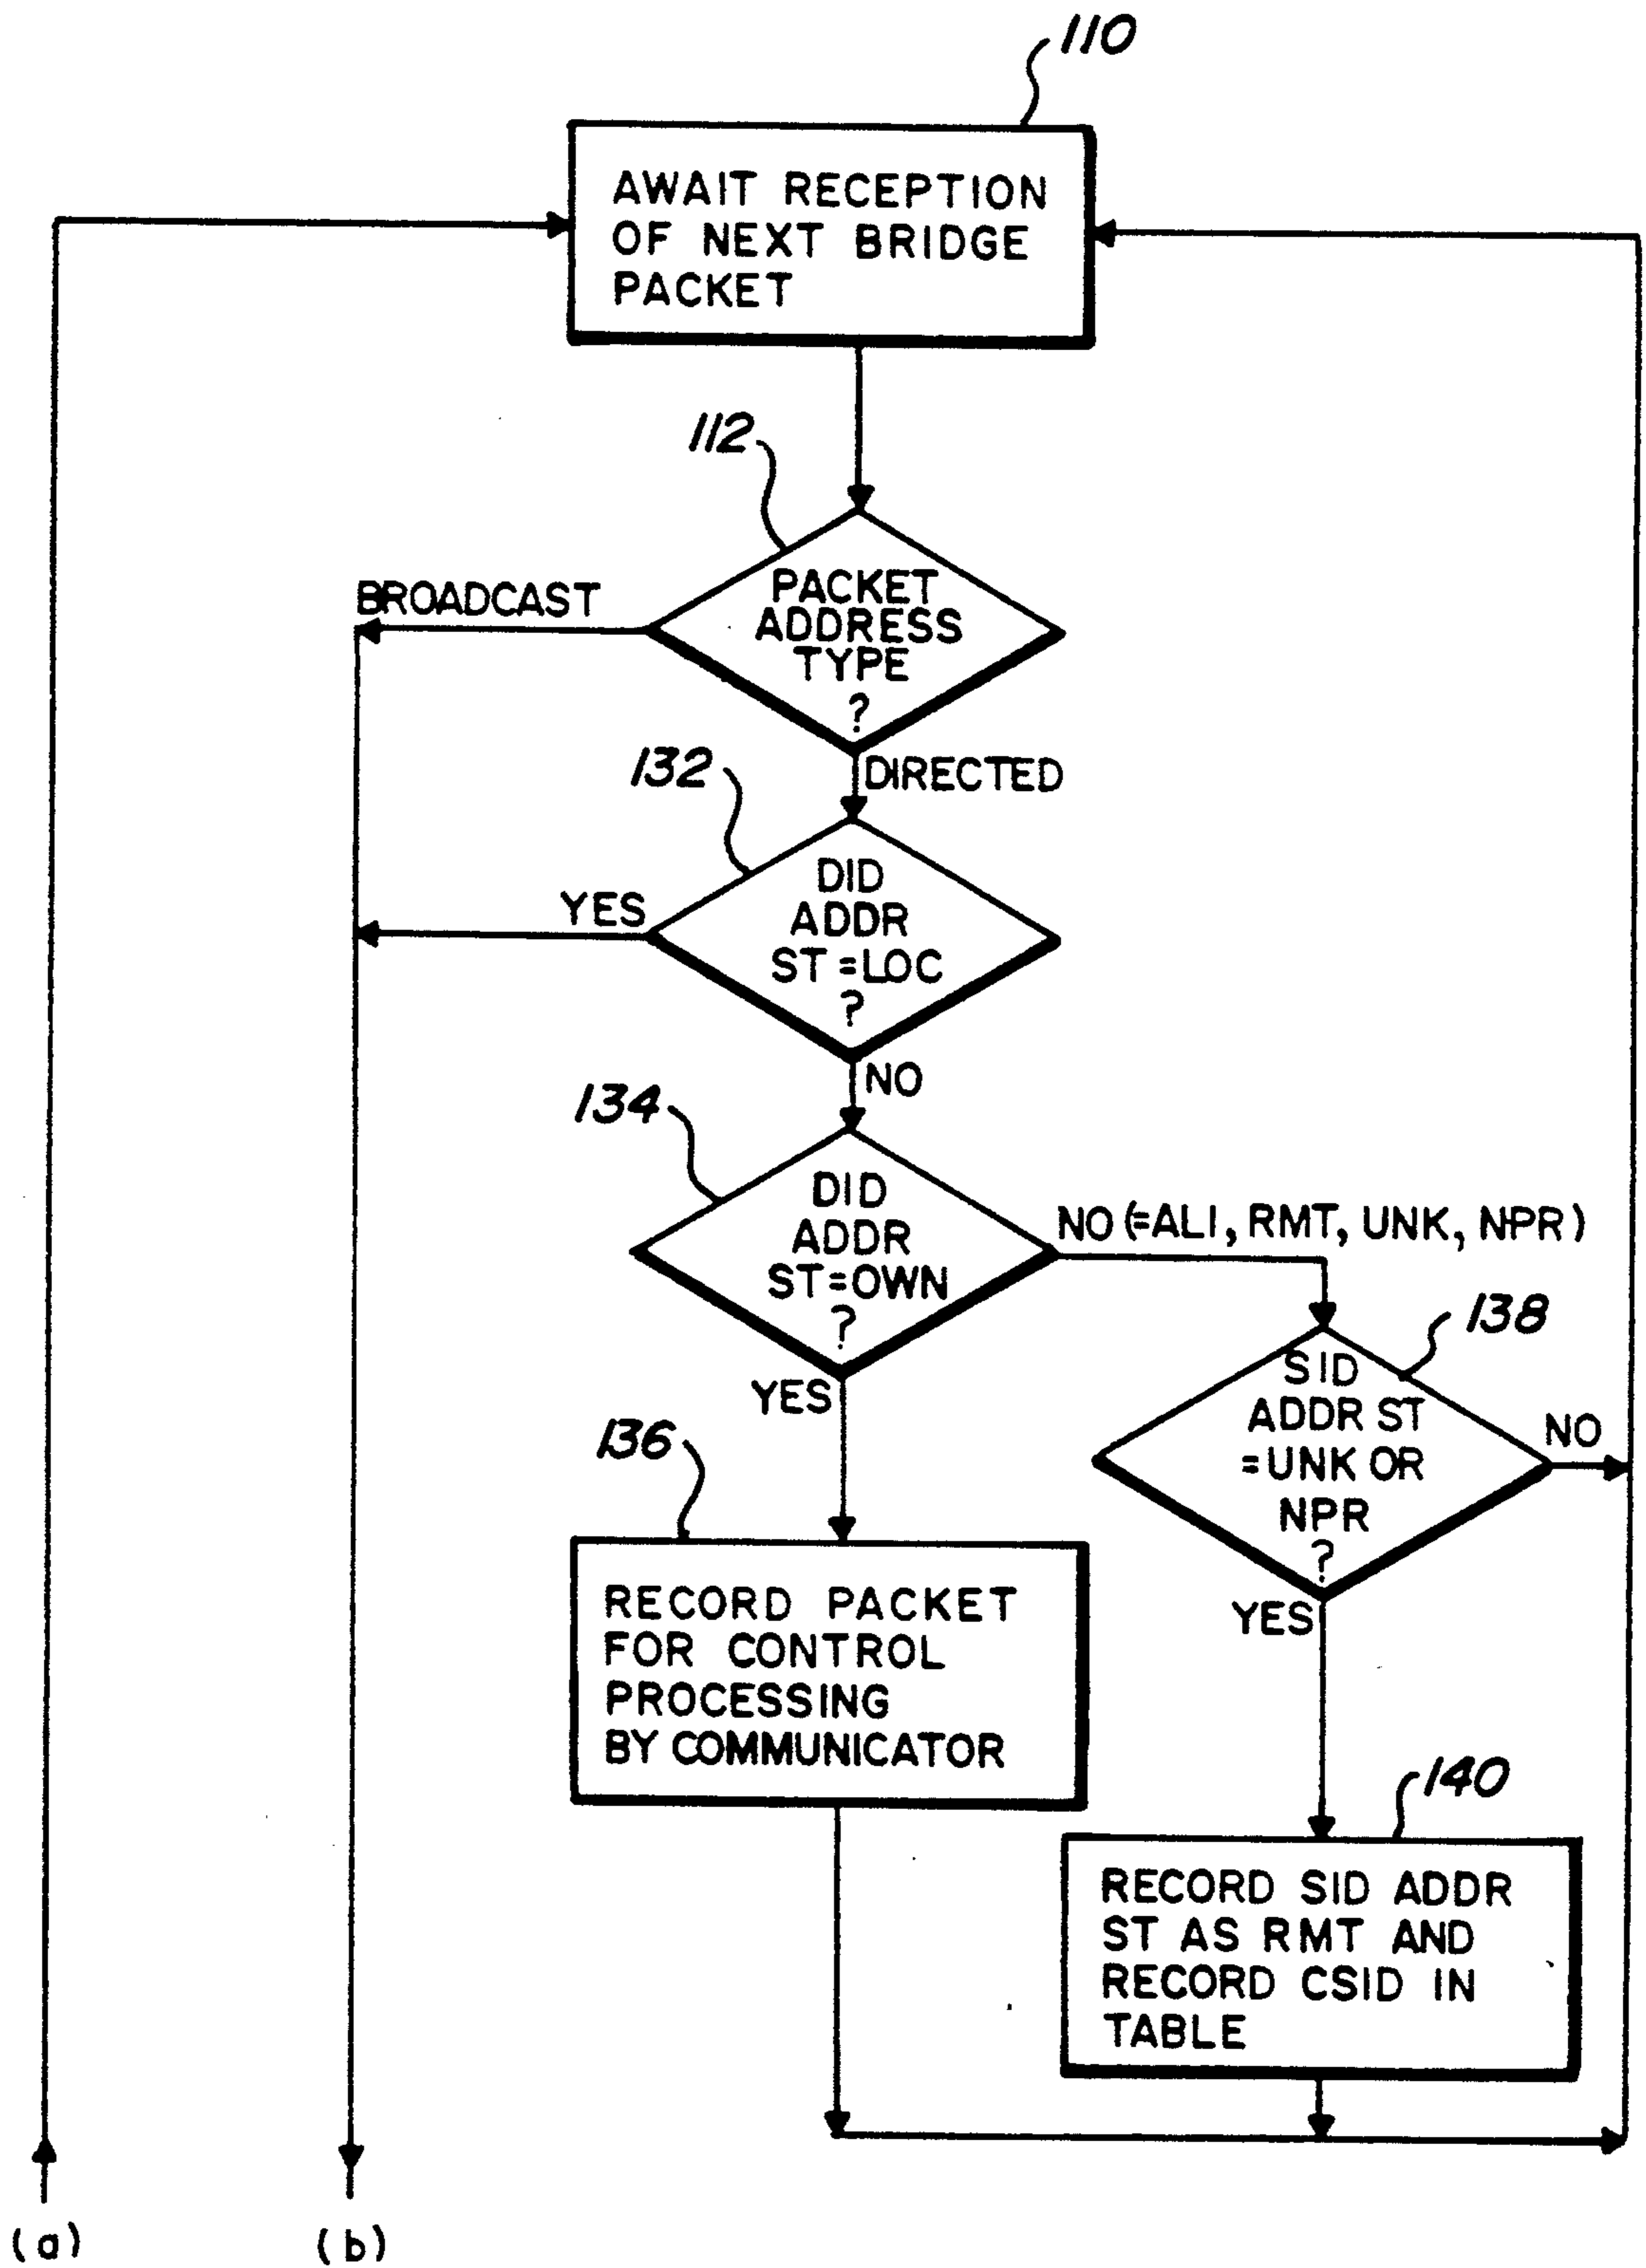 110
AWAIT RECEPTION
OF NEXT BRIDGE
PACKET
112
BROADCAST
PACKET
ADDRESS
TYPE
?
DIRECTED
132
YES
DID
ADDR
ST=LOC
?
NO
134
DID
ADDR
ST=OWN
?
NO (=ALI, RMT, UNK, NPR)
138
SID
ADDR ST
=UNK OR
NPR
?
NO
YES
YES
136
RECORD PACKET
FOR CONTROL
PROCESSING
BY COMMUNICATOR
140
RECORD SID ADDR
ST AS RMT AND
RECORD CSID IN
TABLE
(a)
(b)